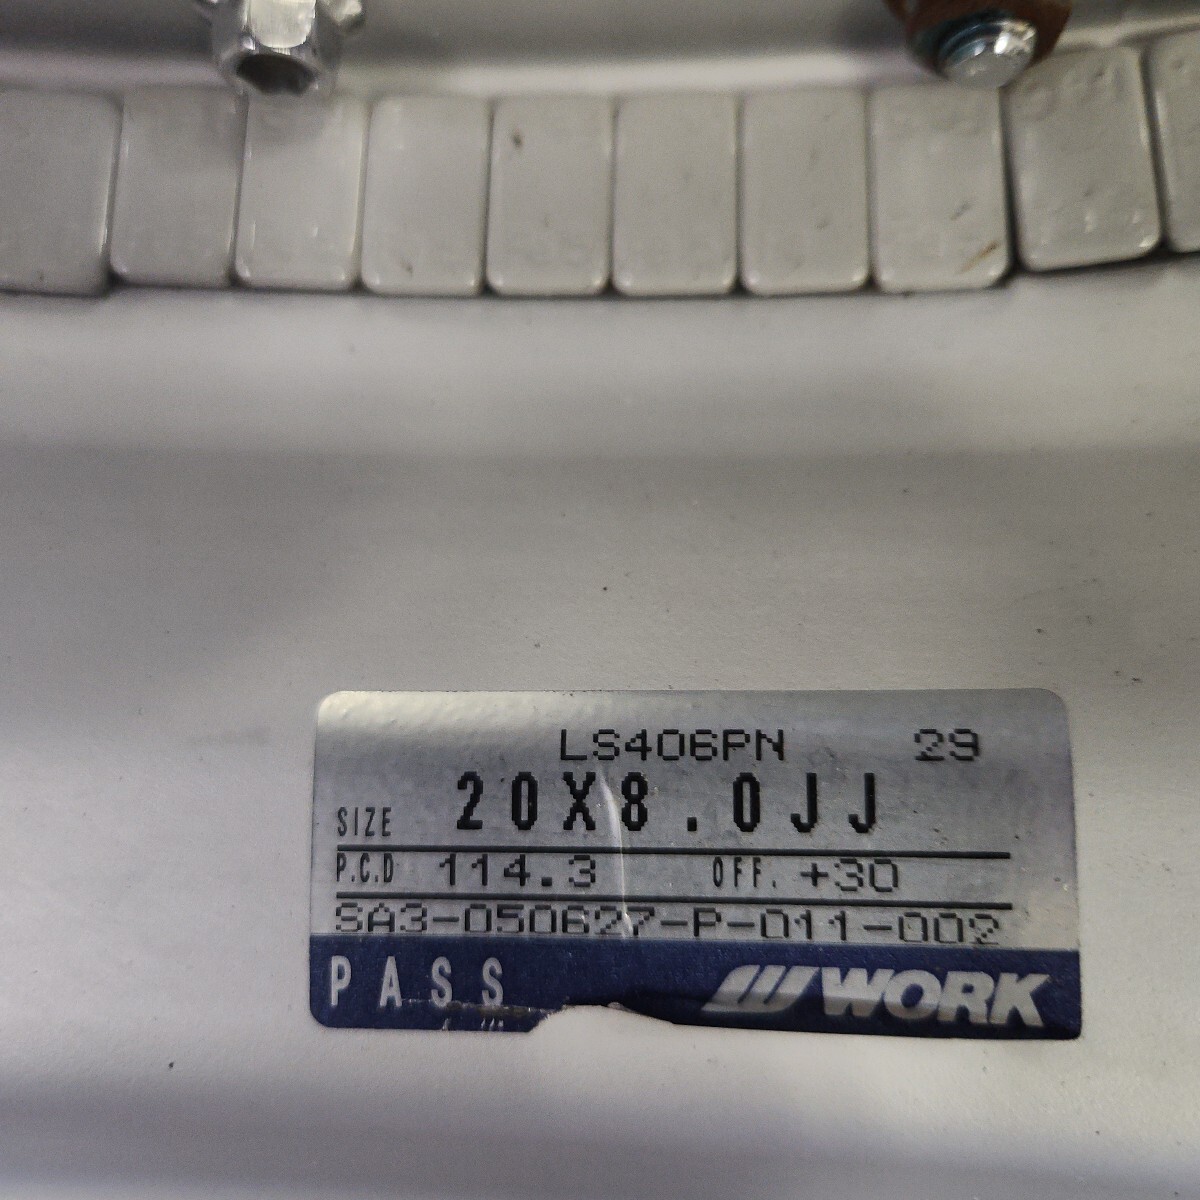 LS406PN 29
SIZE 20X8.0JJ
P.C.D 114.3 OFF. +30
SA3-050627-P-011-002
PASS WORK